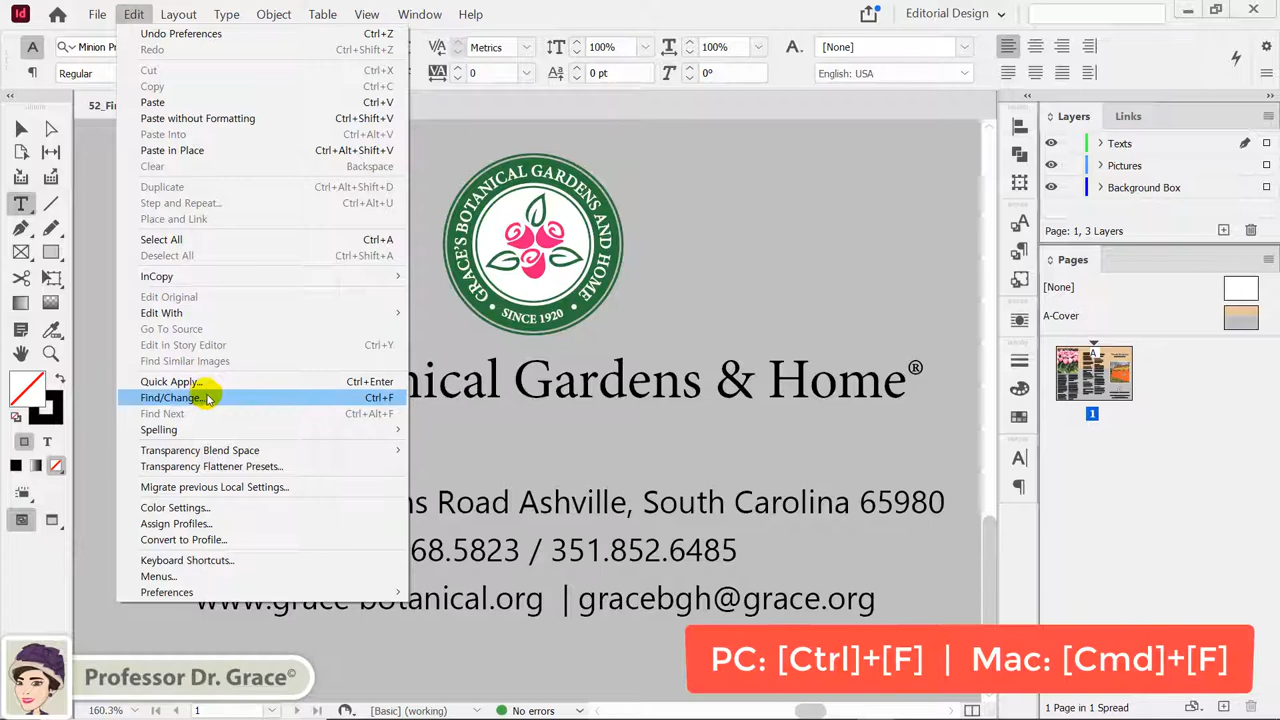 Id File Edit Layout Type Object Table View Window Help Editorial Design
A Minion Pr Metrics 100% 100% A. [None]
Regular 0 0 pt 0° English: USA
52_Fi
Undo Preferences Ctrl+Z
Redo Ctrl+Shift+Z
Cut Ctrl+X
Copy Ctrl+C
Paste Ctrl+V
Paste without Formatting Ctrl+Shift+V
Paste Into Ctrl+Alt+V
Paste in Place Ctrl+Alt+Shift+V
Clear Backspace
Duplicate Ctrl+Alt+Shift+D
Step and Repeat... Ctrl+Alt+U
Place and Link
Select All Ctrl+A
Deselect All Ctrl+Shift+A
InCopy
Edit Original
Edit With
Go To Source
Edit in Story Editor Ctrl+Y
Find Similar Images
Quick Apply... Ctrl+Enter
Find/Change... Ctrl+F
Find Next Ctrl+Alt+F
Spelling
Transparency Blend Space
Transparency Flattener Presets...
Migrate previous Local Settings...
Color Settings...
Assign Profiles...
Convert to Profile...
Keyboard Shortcuts...
Menus...
Preferences
GRACE'S BOTANICAL GARDENS AND HOME
• SINCE 1920 •
nical Gardens & Home®
ns Road Ashville, South Carolina 65980
68.5823 / 351.852.6485
www.grace-botanical.org | gracebgh@grace.org
Layers Links
Texts
Pictures
Background Box
Page: 1, 3 Layers
Pages
[None]
A-Cover
A
1
PC: [Ctrl]+[F] | Mac: [Cmd]+[F]
Professor Dr. Grace©
160.3% 1 [Basic] (working) No errors
1 Page in 1 Spread